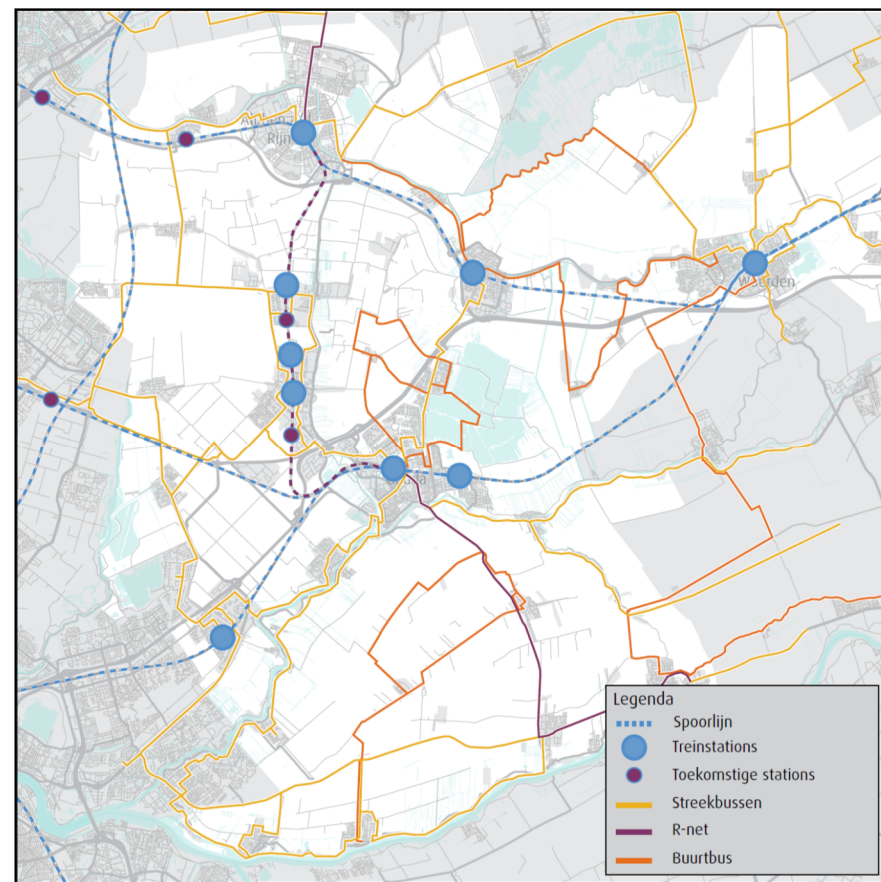 Rijn
Woerden
Legenda
Spoorlijn
Treinstations
Toekomstige stations
Streekbussen
R-net
Buurtbus